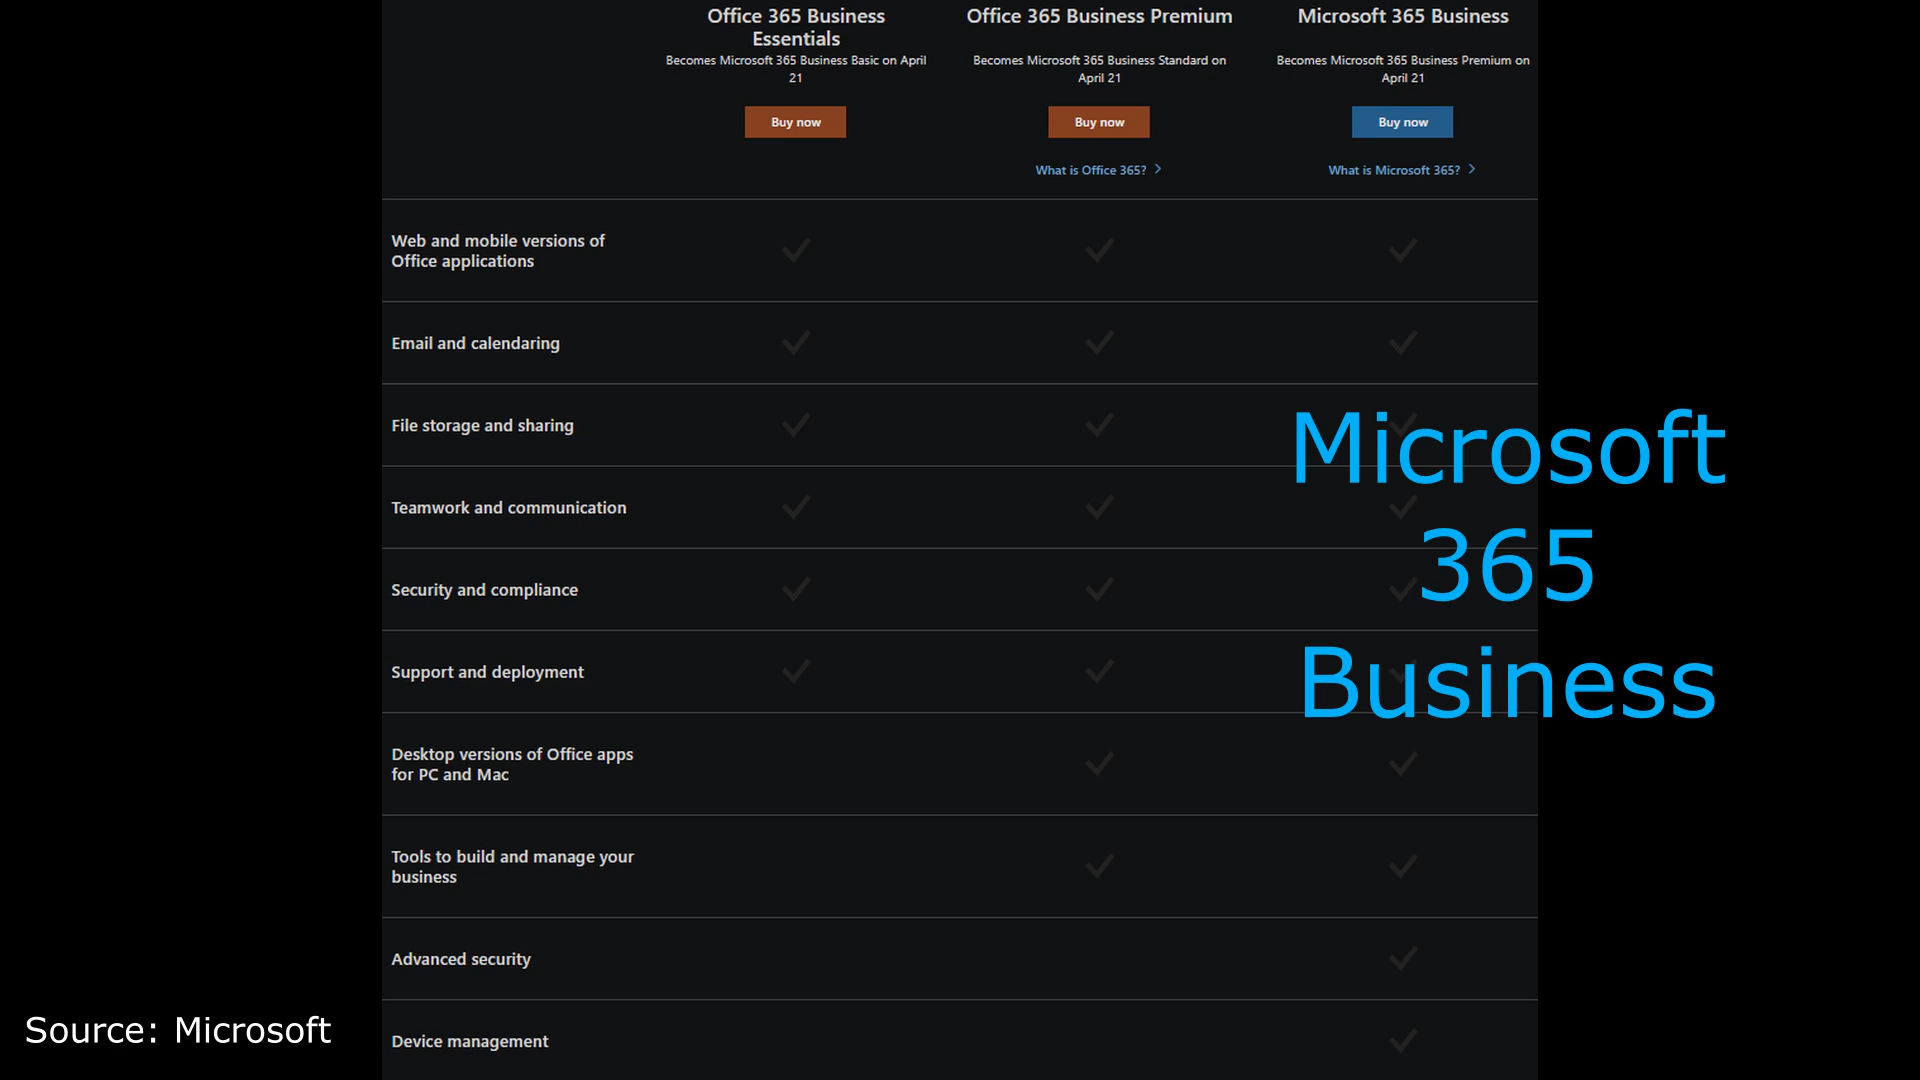 Office 365 Business
Essentials
Becomes Microsoft 365 Business Basic on April
21
Buy now
Office 365 Business Premium
Becomes Microsoft 365 Business Standard on
April 21
Buy now
What is Office 365?
Microsoft 365 Business
Becomes Microsoft 365 Business Premium on
April 21
Buy now
What is Microsoft 365?
Web and mobile versions of
Office applications
Email and calendaring
File storage and sharing
Teamwork and communication
Security and compliance
Support and deployment
Desktop versions of Office apps
for PC and Mac
Tools to build and manage your
business
Advanced security
Device management
Microsoft
365
Business
Source: Microsoft